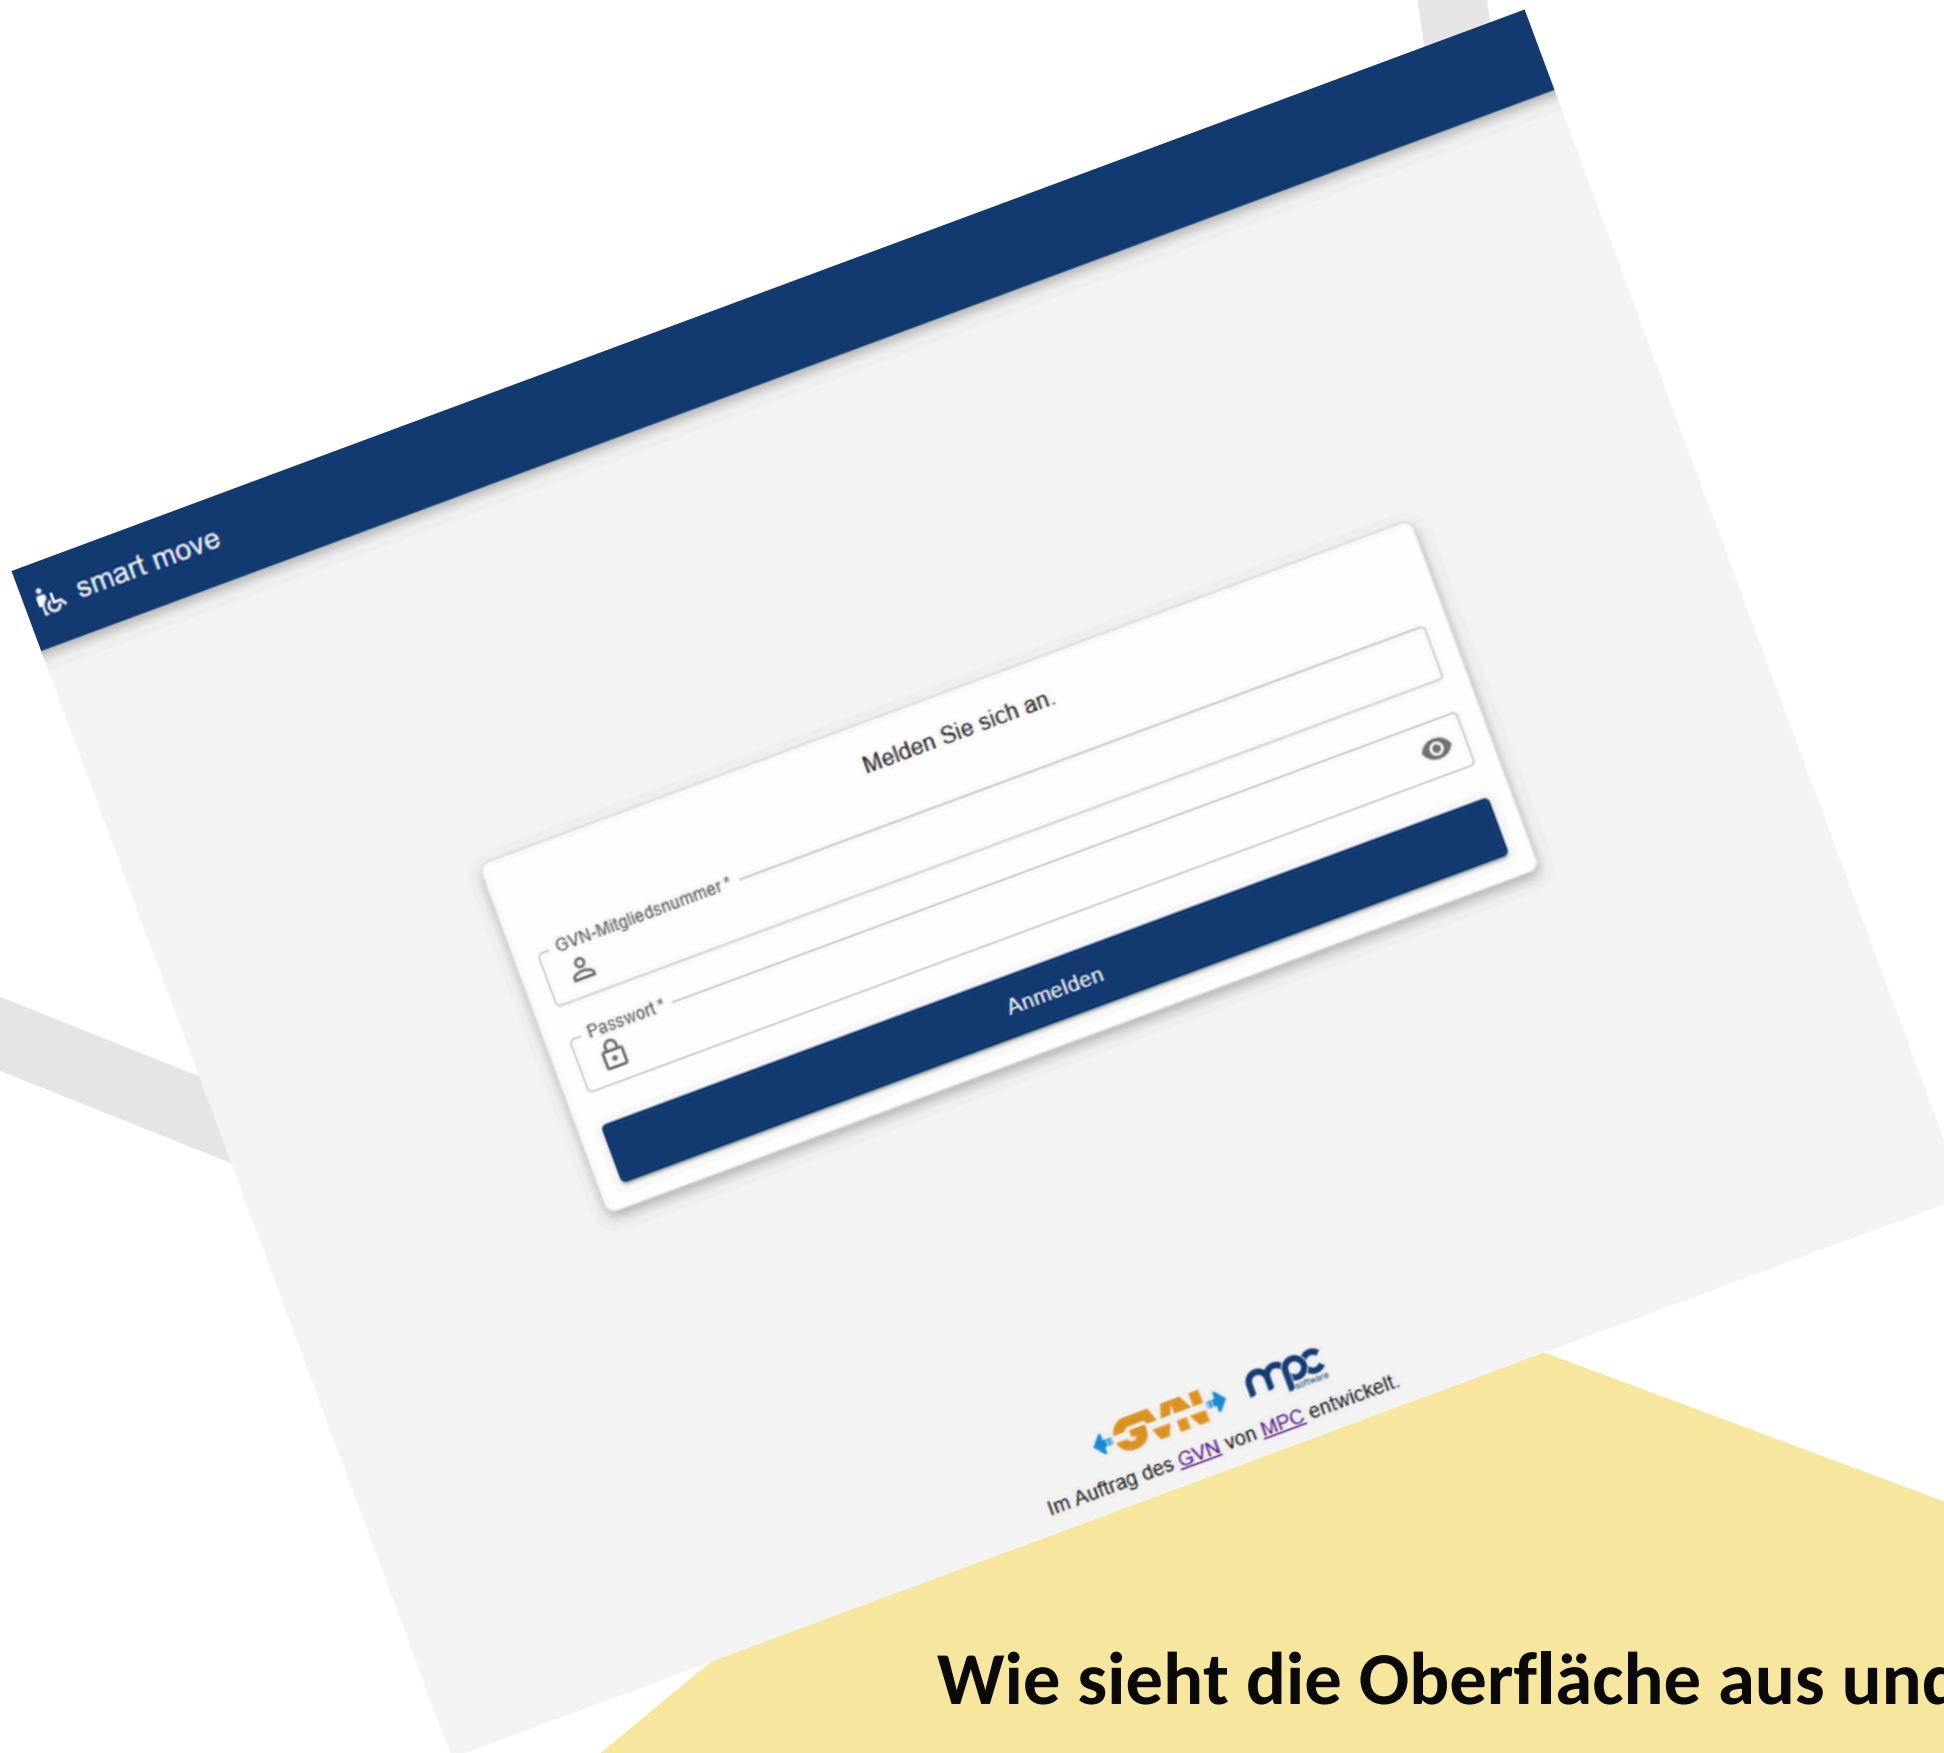 smart move
Melden Sie sich an.
GVN-Mitgliedsnummer *
Passwort *
Anmelden
GVN
mpc
software
Im Auftrag des GVN von MPC entwickelt.
Wie sieht die Oberfläche aus und